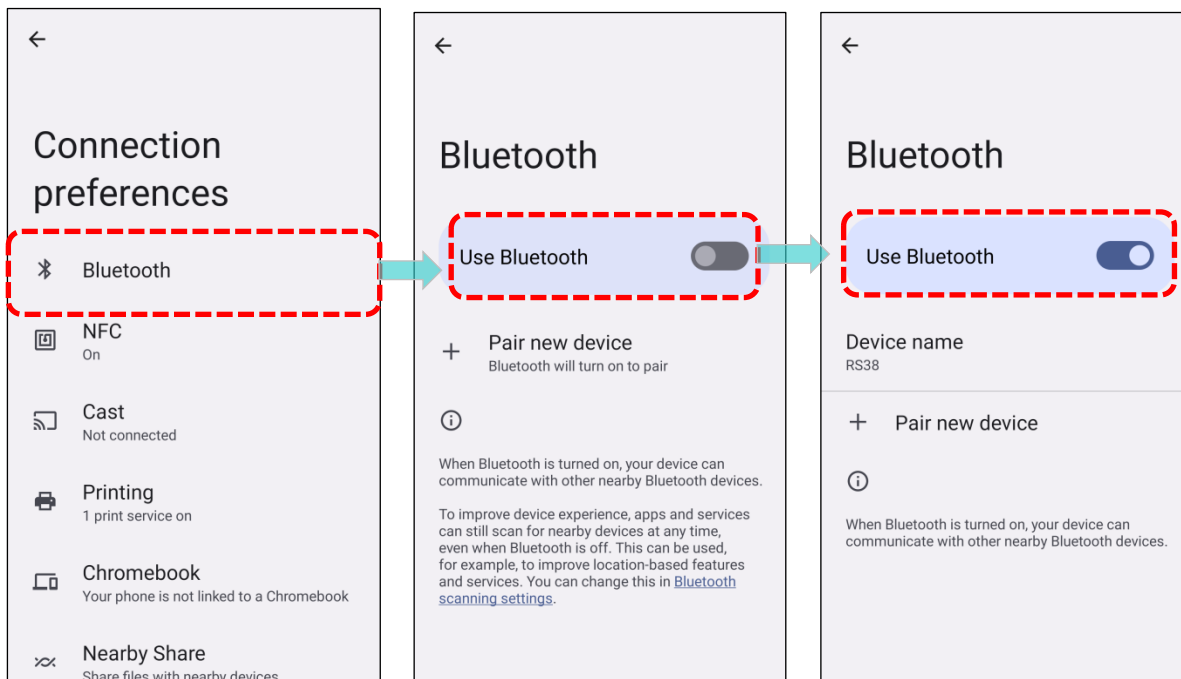 Connection
preferences
Bluetooth
NFC
On
Cast
Not connected
Printing
1 print service on
Chromebook
Your phone is not linked to a Chromebook
Nearby Share
Share files with nearby devices
Bluetooth
Use Bluetooth
Pair new device
Bluetooth will turn on to pair
When Bluetooth is turned on, your device can
communicate with other nearby Bluetooth devices.
To improve device experience, apps and services
can still scan for nearby devices at any time,
even when Bluetooth is off. This can be used,
for example, to improve location-based features
and services. You can change this in Bluetooth
scanning settings.
Bluetooth
Use Bluetooth
Device name
RS38
Pair new device
When Bluetooth is turned on, your device can
communicate with other nearby Bluetooth devices.